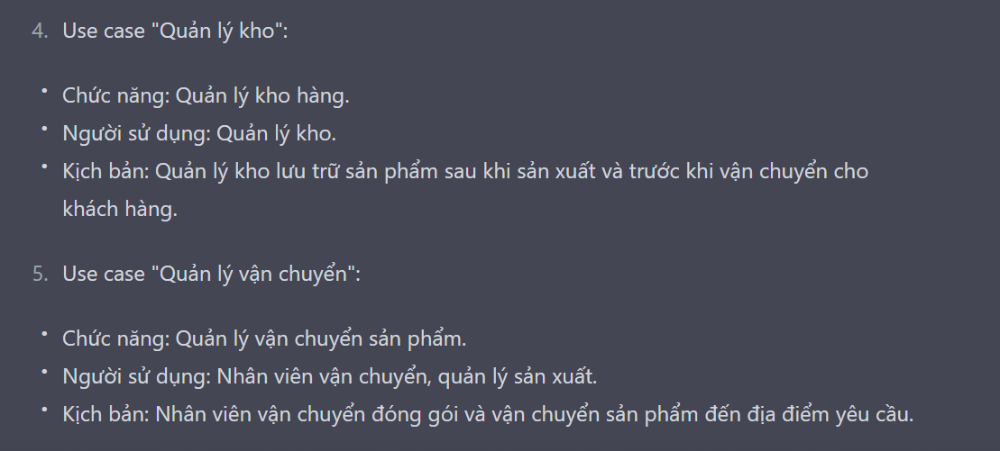 4. Use case "Quản lý kho":
• Chức năng: Quản lý kho hàng.
• Người sử dụng: Quản lý kho.
• Kịch bản: Quản lý kho lưu trữ sản phẩm sau khi sản xuất và trước khi vận chuyển cho
khách hàng.
5. Use case "Quản lý vận chuyển":
• Chức năng: Quản lý vận chuyển sản phẩm.
• Người sử dụng: Nhân viên vận chuyển, quản lý sản xuất.
• Kịch bản: Nhân viên vận chuyển đóng gói và vận chuyển sản phẩm đến địa điểm yêu cầu.